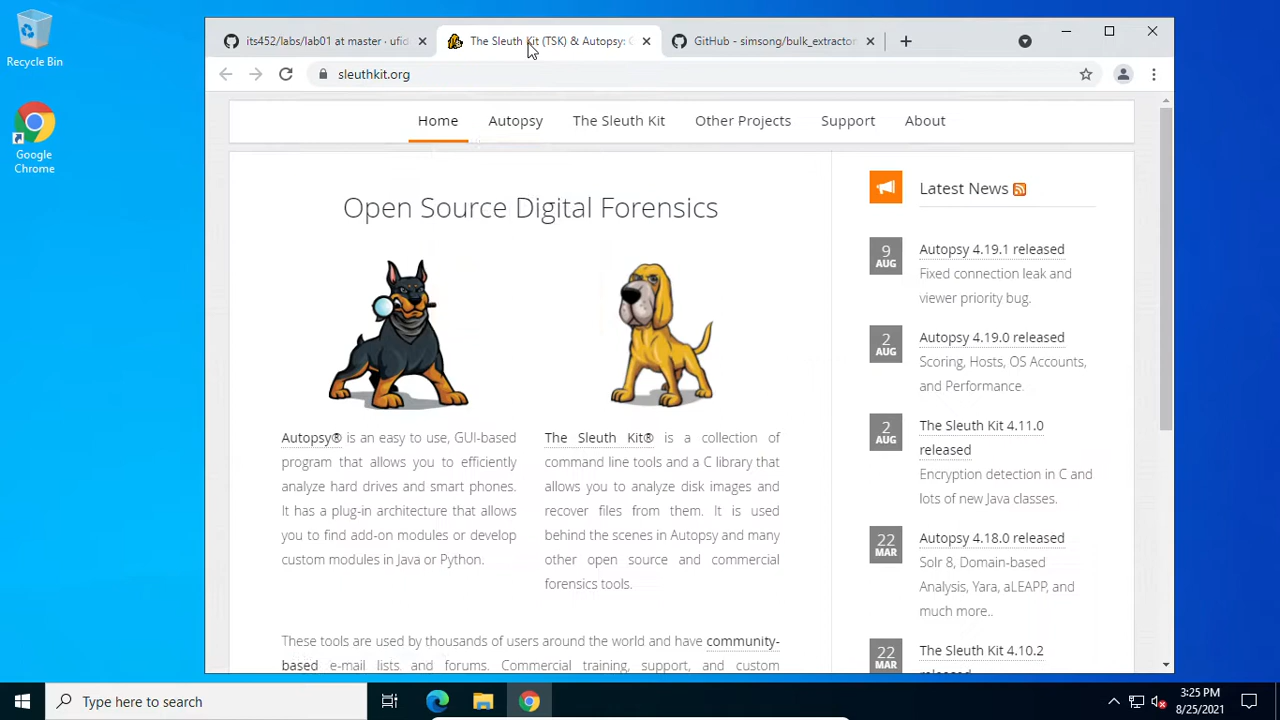 Recycle Bin
Google
Chrome
its452/labs/lab01 at master · ufid
The Sleuth Kit (TSK) & Autopsy:
GitHub - simsong/bulk_extractor
sleuthkit.org
Home
Autopsy
The Sleuth Kit
Other Projects
Support
About
Open Source Digital Forensics
Autopsy® is an easy to use, GUI-based
program that allows you to efficiently
analyze hard drives and smart phones.
It has a plug-in architecture that allows
you to find add-on modules or develop
custom modules in Java or Python.
The Sleuth Kit® is a collection of
command line tools and a C library that
allows you to analyze disk images and
recover files from them. It is used
behind the scenes in Autopsy and many
other open source and commercial
forensics tools.
These tools are used by thousands of users around the world and have community-
based e-mail lists and forums. Commercial training, support, and custom
Latest News
9
AUG
Autopsy 4.19.1 released
Fixed connection leak and
viewer priority bug.
2
AUG
Autopsy 4.19.0 released
Scoring, Hosts, OS Accounts,
and Performance.
2
AUG
The Sleuth Kit 4.11.0
released
Encryption detection in C and
lots of new Java classes.
22
MAR
Autopsy 4.18.0 released
Solr 8, Domain-based
Analysis, Yara, aLEAPP, and
much more..
22
MAR
The Sleuth Kit 4.10.2
released
Type here to search
3:25 PM
8/25/2021